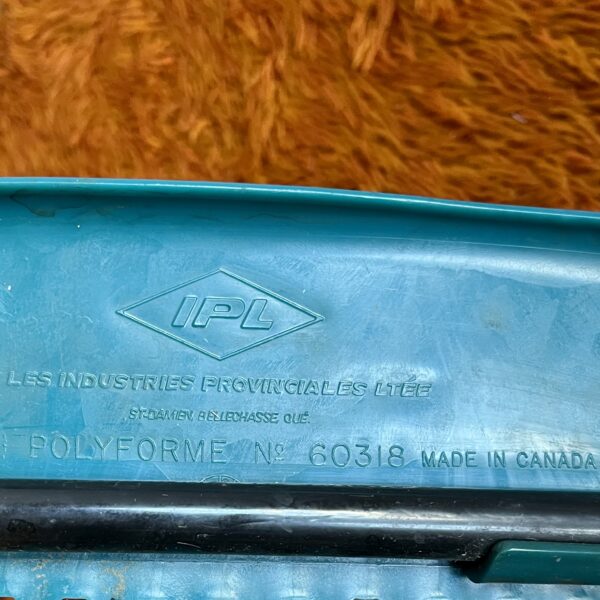 IPL
LES INDUSTRIES PROVINCIALES LTÉE
ST-DAMIEN, BELLECHASSE, QUÉ.
POLYFORME Nº 60318 MADE IN CANADA